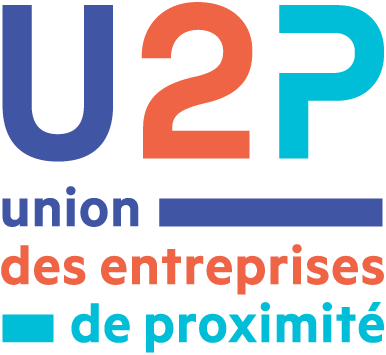 U2P
union
des entreprises
de proximité